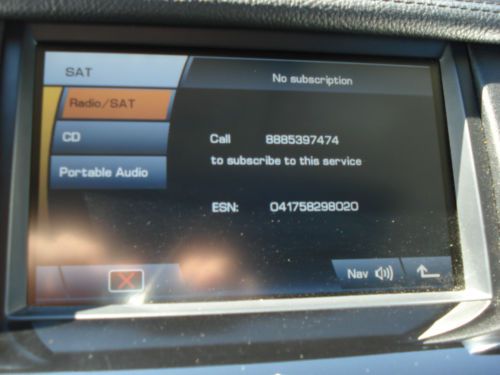 SAT
No subscription
Radio/SAT
CD
Call 8885397474
to subscribe to this service
Portable Audio
ESN: 041758298020
Nav